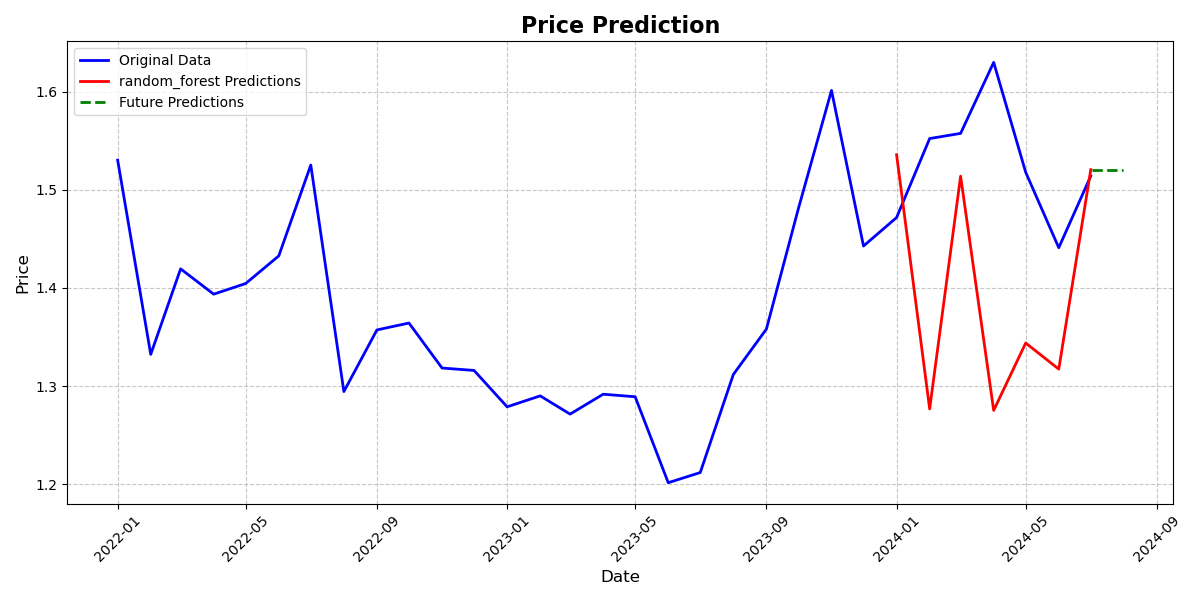 Price Prediction
Original Data
random_forest Predictions
Future Predictions
Price
1.6
1.5
1.4
1.3
1.2
2022-01
2022-05
2022-09
2023-01
2023-05
2023-09
2024-01
2024-05
2024-09
Date